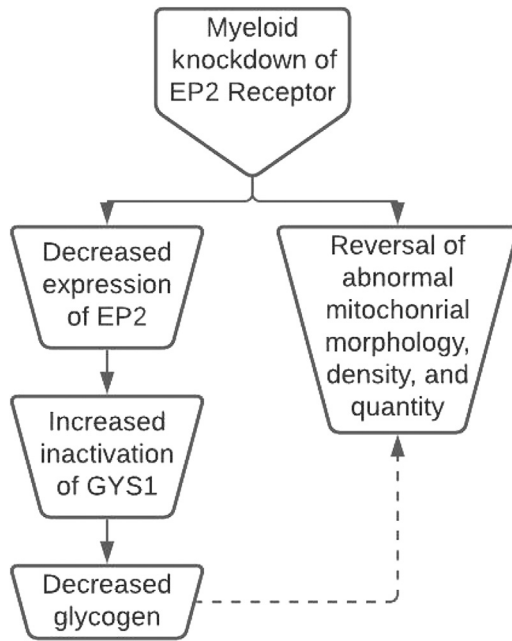 Myeloid
knockdown of
EP2 Receptor
Decreased
expression
of EP2
Increased
inactivation
of GYS1
Decreased
glycogen
Reversal of
abnormal
mitochonrial
morphology,
density, and
quantity